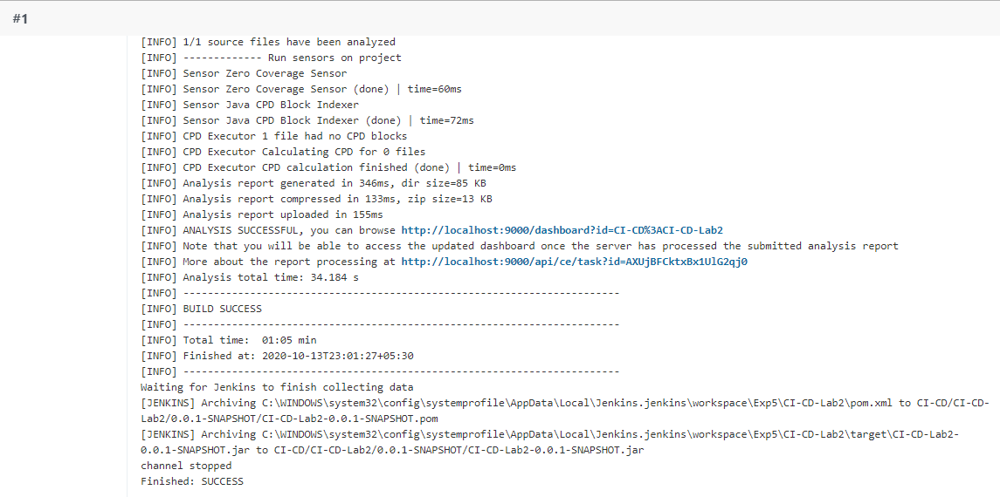 #1
[INFO] 1/1 source files have been analyzed
[INFO] ------------- Run sensors on project
[INFO] Sensor Zero Coverage Sensor
[INFO] Sensor Zero Coverage Sensor (done) | time=60ms
[INFO] Sensor Java CPD Block Indexer
[INFO] Sensor Java CPD Block Indexer (done) | time=72ms
[INFO] CPD Executor 1 file had no CPD blocks
[INFO] CPD Executor Calculating CPD for 0 files
[INFO] CPD Executor CPD calculation finished (done) | time=0ms
[INFO] Analysis report generated in 346ms, dir size=85 KB
[INFO] Analysis report compressed in 133ms, zip size=13 KB
[INFO] Analysis report uploaded in 155ms
[INFO] ANALYSIS SUCCESSFUL, you can browse http://localhost:9000/dashboard?id=CI-CD%3ACI-CD-Lab2
[INFO] Note that you will be able to access the updated dashboard once the server has processed the submitted analysis report
[INFO] More about the report processing at http://localhost:9000/api/ce/task?id=AXUjBFCktxBx1UlG2qj0
[INFO] Analysis total time: 34.184 s
[INFO] ------------------------------------------------------------------------
[INFO] BUILD SUCCESS
[INFO] ------------------------------------------------------------------------
[INFO] Total time:  01:05 min
[INFO] Finished at: 2020-10-13T23:01:27+05:30
[INFO] ------------------------------------------------------------------------
Waiting for Jenkins to finish collecting data
[JENKINS] Archiving C:\WINDOWS\system32\config\systemprofile\AppData\Local\Jenkins.jenkins\workspace\Exp5\CI-CD-Lab2\pom.xml to CI-CD/CI-CD-
Lab2/0.0.1-SNAPSHOT/CI-CD-Lab2-0.0.1-SNAPSHOT.pom
[JENKINS] Archiving C:\WINDOWS\system32\config\systemprofile\AppData\Local\Jenkins.jenkins\workspace\Exp5\CI-CD-Lab2\target\CI-CD-Lab2-
0.0.1-SNAPSHOT.jar to CI-CD/CI-CD-Lab2/0.0.1-SNAPSHOT/CI-CD-Lab2-0.0.1-SNAPSHOT.jar
channel stopped
Finished: SUCCESS